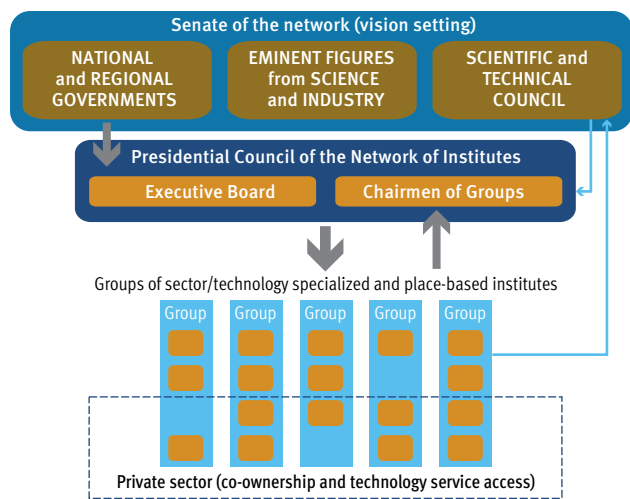 Senate of the network (vision setting)
NATIONAL
and REGIONAL
GOVERNMENTS
EMINENT FIGURES
from SCIENCE
and INDUSTRY
SCIENTIFIC and
TECHNICAL
COUNCIL
Presidential Council of the Network of Institutes
Executive Board
Chairmen of Groups
Groups of sector/technology specialized and place-based institutes
Group
Group
Group
Group
Group
Private sector (co-ownership and technology service access)